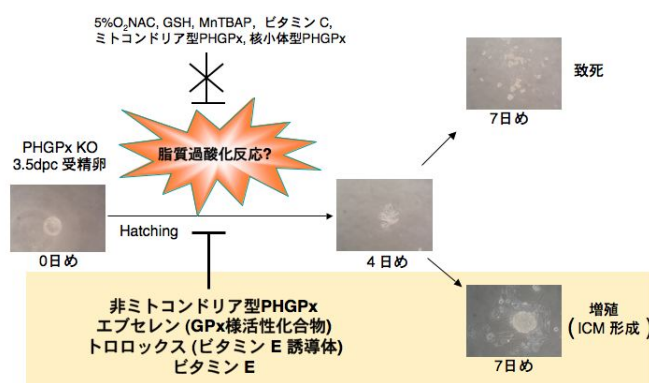 5%O₂NAC, GSH, MnTBAP, ビタミン C,
ミトコンドリア型PHGPx, 核小体型PHGPx
致死
7日め
PHGPx KO
3.5dpc 受精卵
脂質過酸化反応?
Hatching
0日め
4日め
非ミトコンドリア型PHGPx
エブセレン (GPx様活性化合物)
トロロックス (ビタミン E 誘導体)
ビタミン E
増殖
(ICM 形成)
7日め